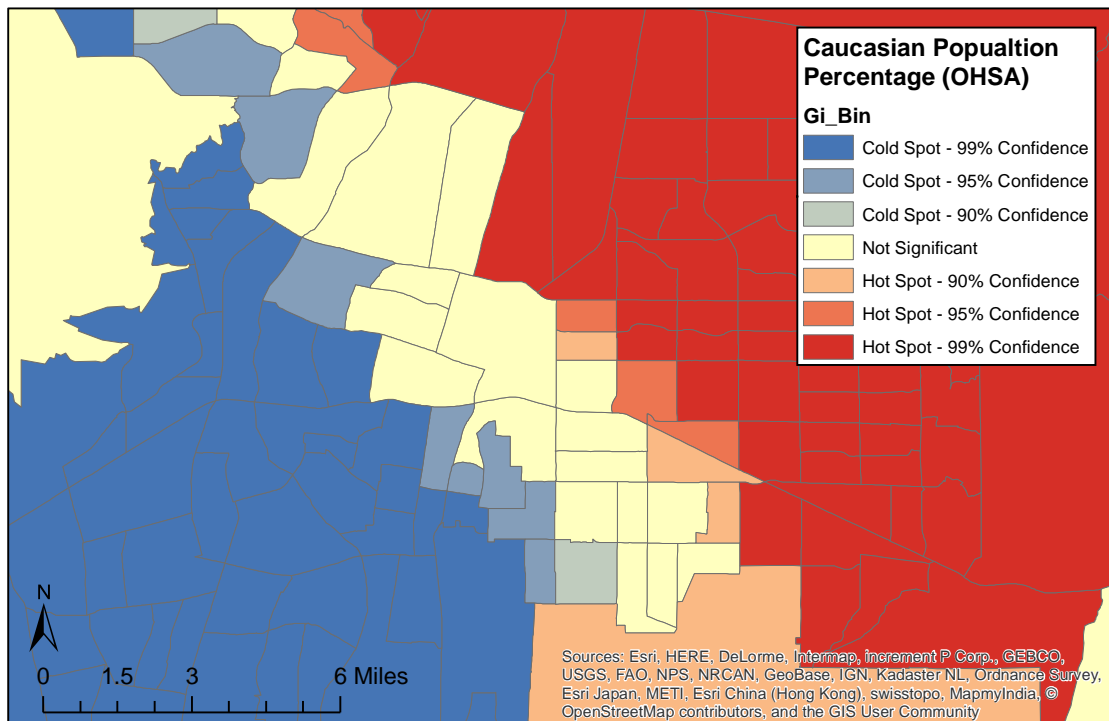 Caucasian Popualtion
Percentage (OHSA)
Gi_Bin
Cold Spot - 99% Confidence
Cold Spot - 95% Confidence
Cold Spot - 90% Confidence
Not Significant
Hot Spot - 90% Confidence
Hot Spot - 95% Confidence
Hot Spot - 99% Confidence
N
0 1.5 3 6 Miles
Sources: Esri, HERE, DeLorme, Intermap, increment P Corp., GEBCO,
USGS, FAO, NPS, NRCAN, GeoBase, IGN, Kadaster NL, Ordnance Survey,
Esri Japan, METI, Esri China (Hong Kong), swisstopo, MapmyIndia, ©
OpenStreetMap contributors, and the GIS User Community